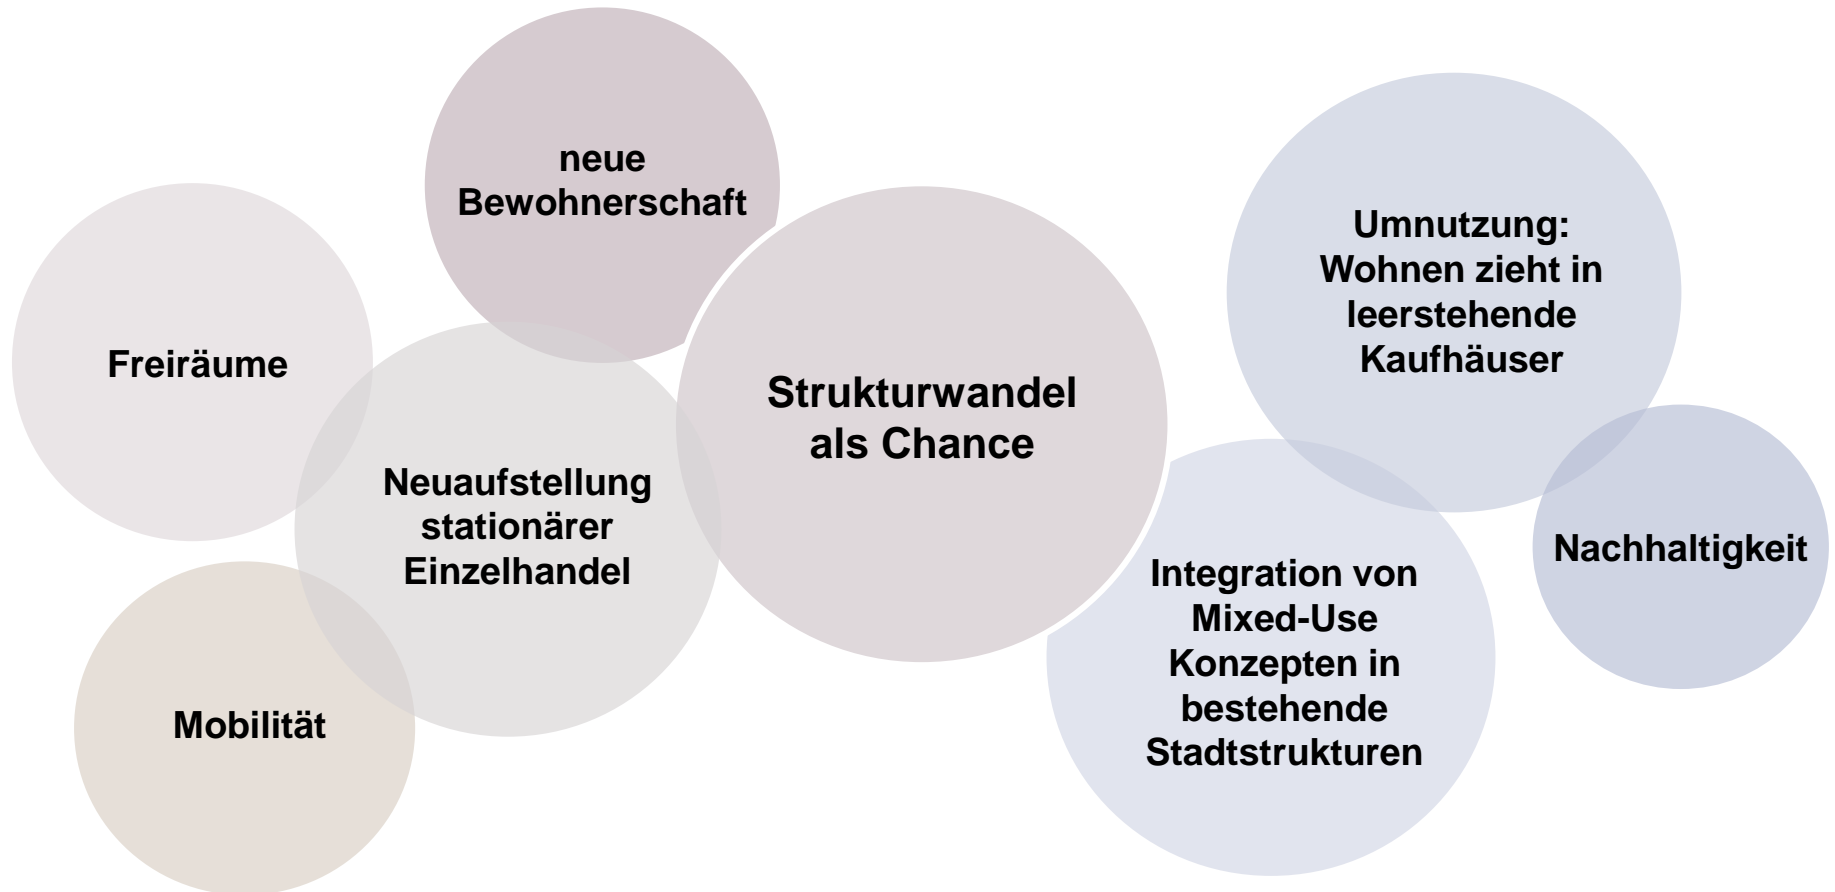 neue
Bewohnerschaft
Freiräume
Neuaufstellung
stationärer
Einzelhandel
Mobilität
Strukturwandel
als Chance
Umnutzung:
Wohnen zieht in
leerstehende
Kaufhäuser
Nachhaltigkeit
Integration von
Mixed-Use
Konzepten in
bestehende
Stadtstrukturen